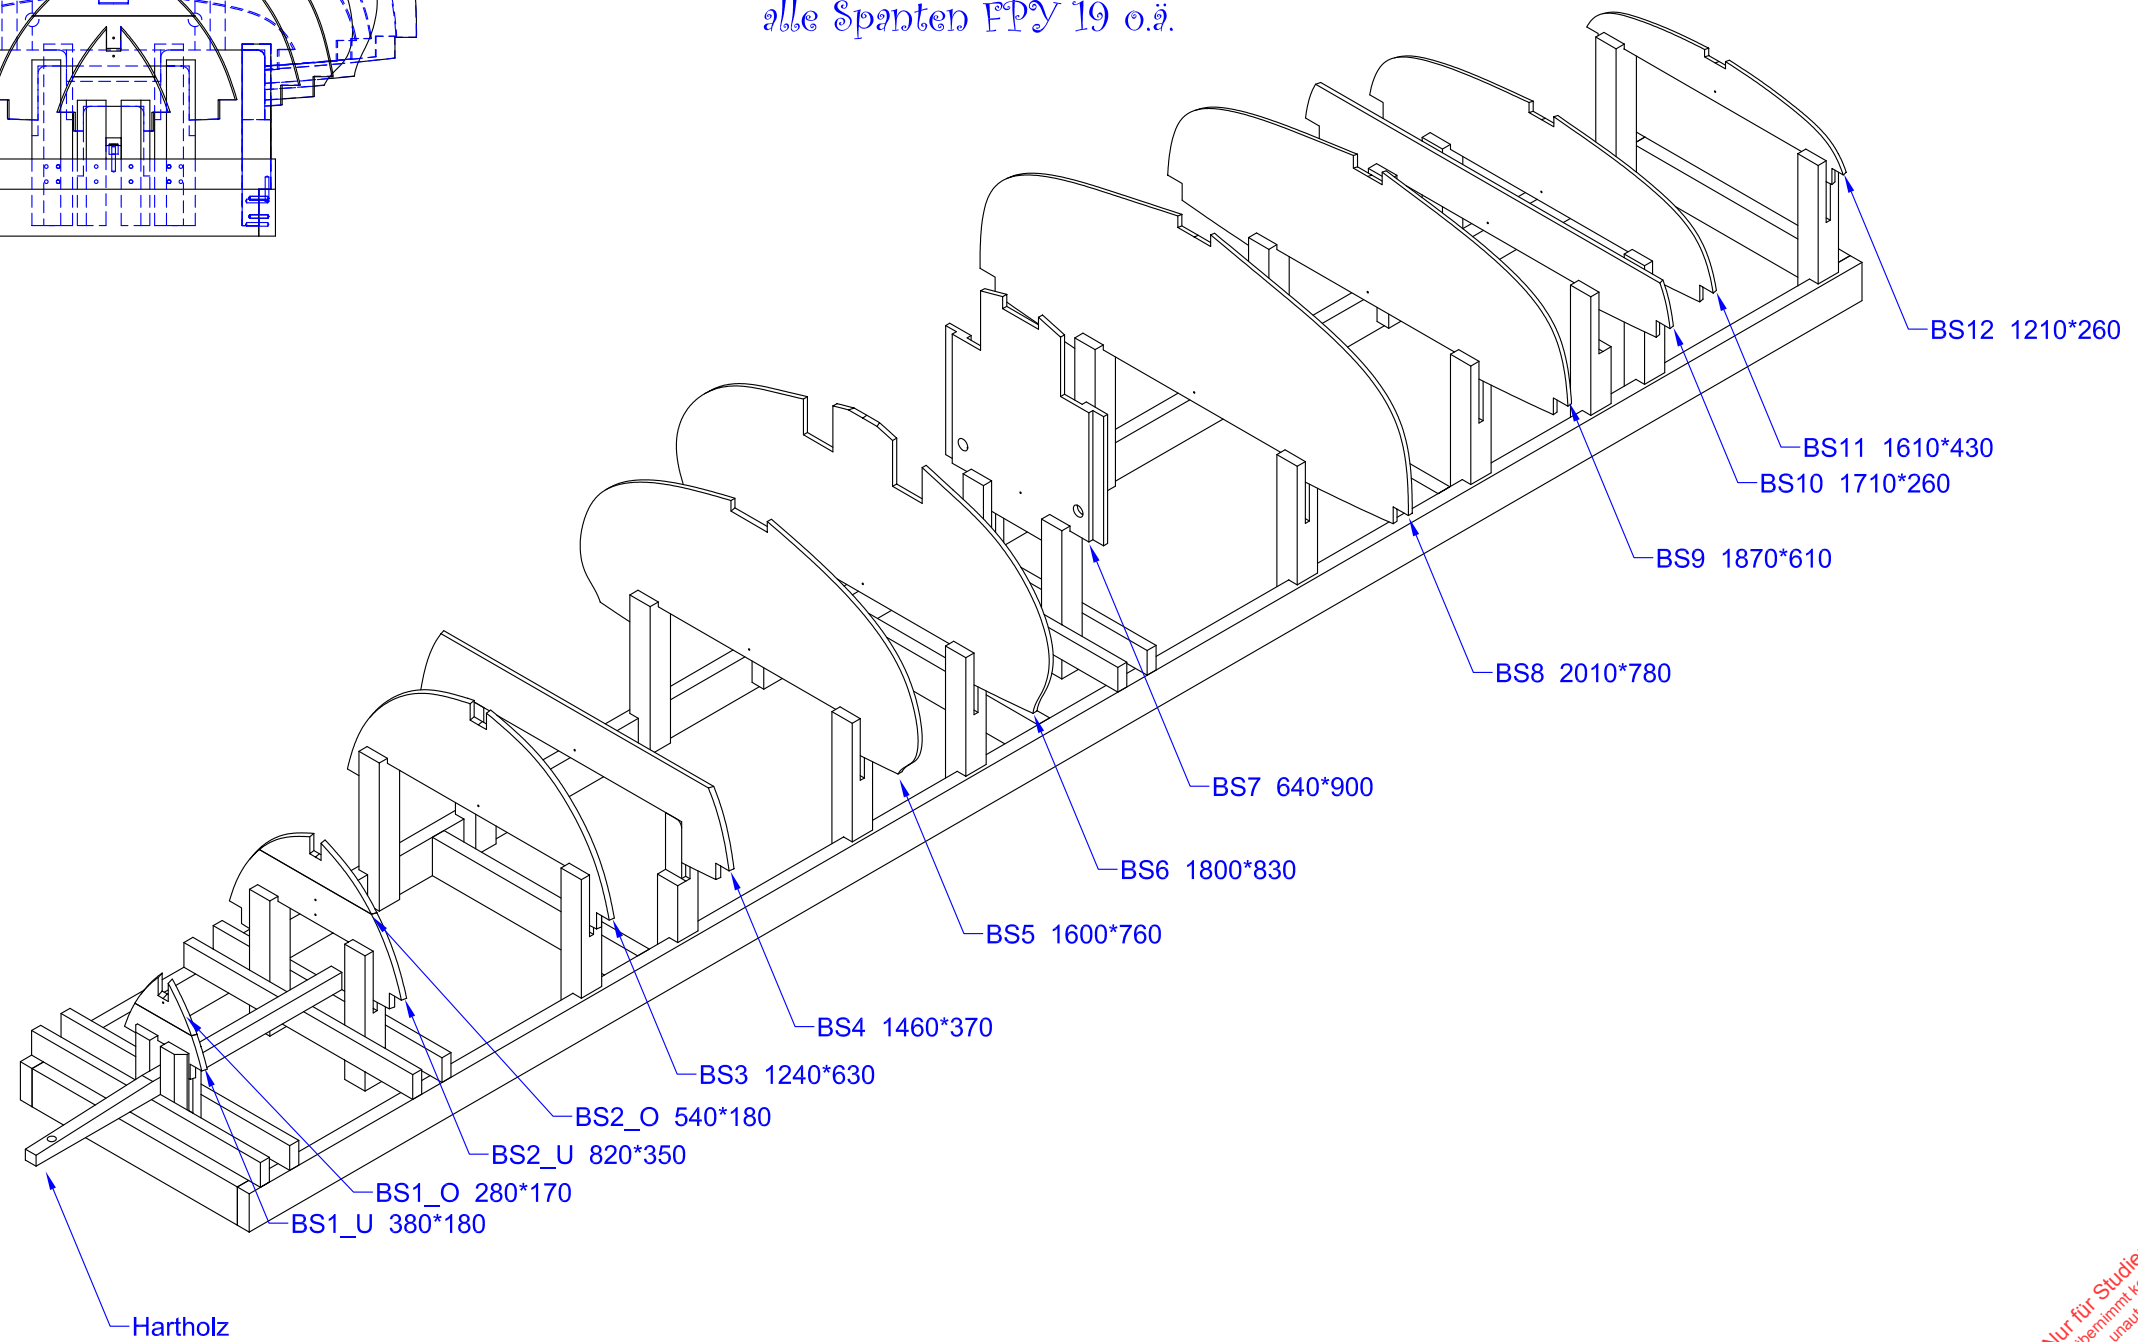 alle Spanten FPY 19 o.ä.
BS12 1210*260
BS11 1610*430
BS10 1710*260
BS9 1870*610
BS8 2010*780
BS7 640*900
BS6 1800*830
BS5 1600*760
BS4 1460*370
BS3 1240*630
BS2_O 540*180
BS2_U 820*350
BS1_O 280*170
BS1_U 380*180
Hartholz
Nur für Studie